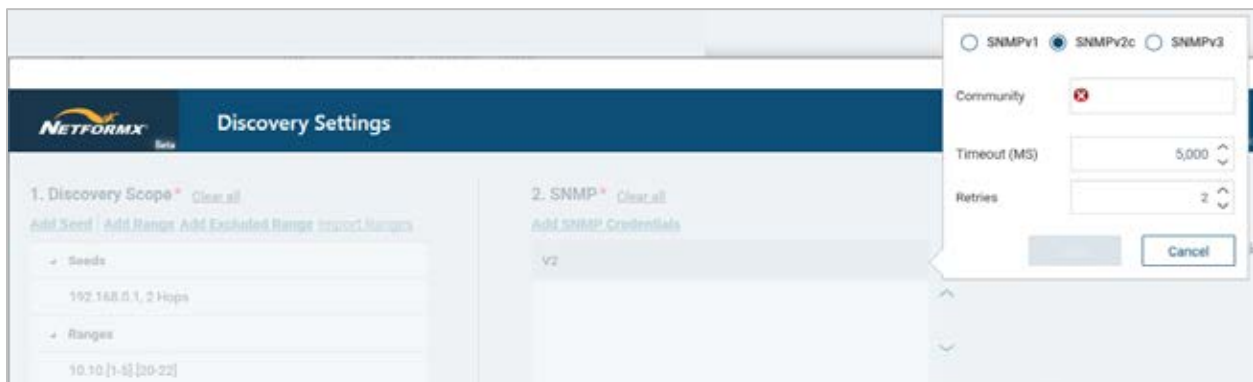 SNMPv1 SNMPv2c SNMPv3
Community
Timeout (MS) 5,000
Retries 2
Cancel
NETFORMX
Beta
Discovery Settings
1. Discovery Scope* Clear all
Add Seed Add Range Add Excluded Range Import Ranges
Seeds
192.168.0.1, 2 Hops
Ranges
10.10.[1-5].[20-22]
2. SNMP* Clear all
Add SNMP Credentials
V2